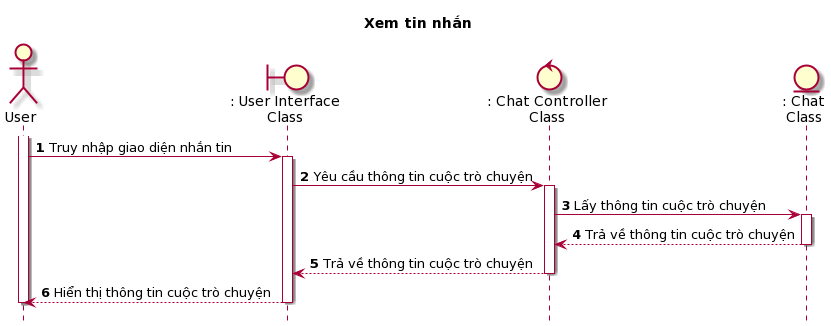 Xem tin nhắn
User
: User Interface
Class
: Chat Controller
Class
: Chat
Class
1 Truy nhập giao diện nhắn tin
2 Yêu cầu thông tin cuộc trò chuyện
3 Lấy thông tin cuộc trò chuyện
4 Trả về thông tin cuộc trò chuyện
5 Trả về thông tin cuộc trò chuyện
6 Hiển thị thông tin cuộc trò chuyện